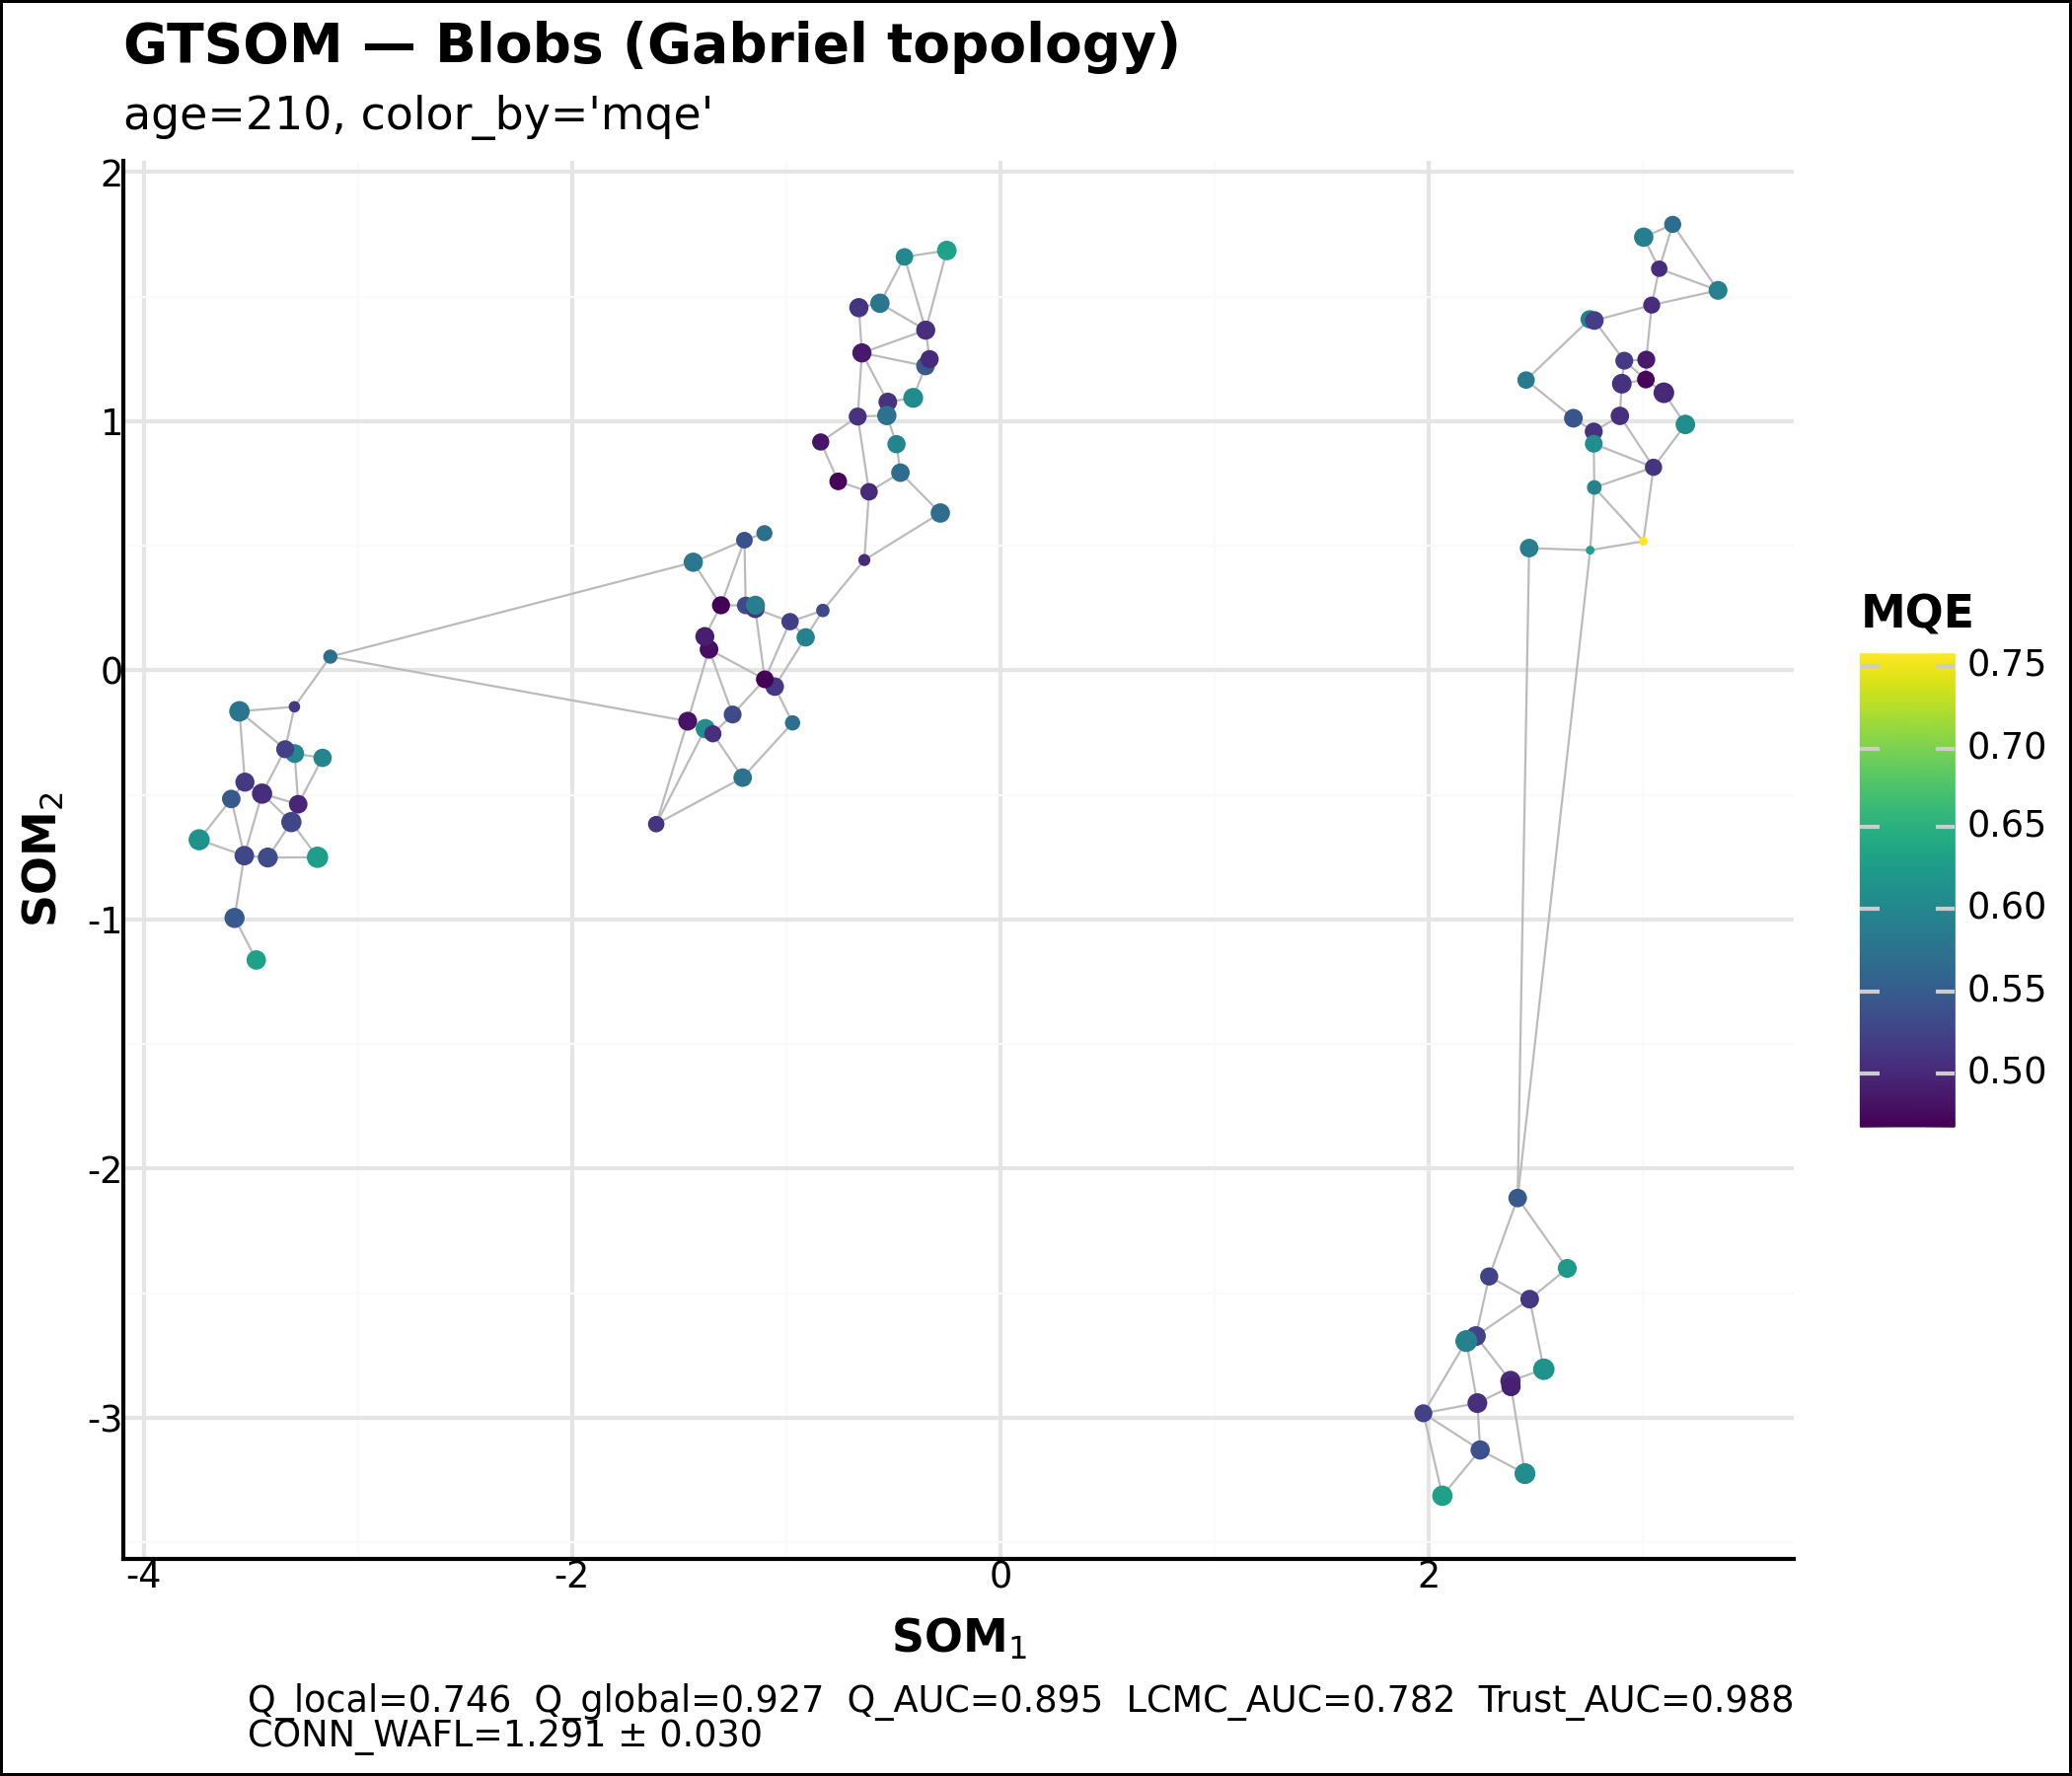 GTSOM — Blobs (Gabriel topology)
age=210, color_by='mqe'
2
1
0
-1
-2
-3
SOM₂
-4
-2
0
2
SOM₁
MQE
0.75
0.70
0.65
0.60
0.55
0.50
Q_local=0.746 Q_global=0.927 Q_AUC=0.895 LCMC_AUC=0.782 Trust_AUC=0.988
CONN_WAFL=1.291 ± 0.030